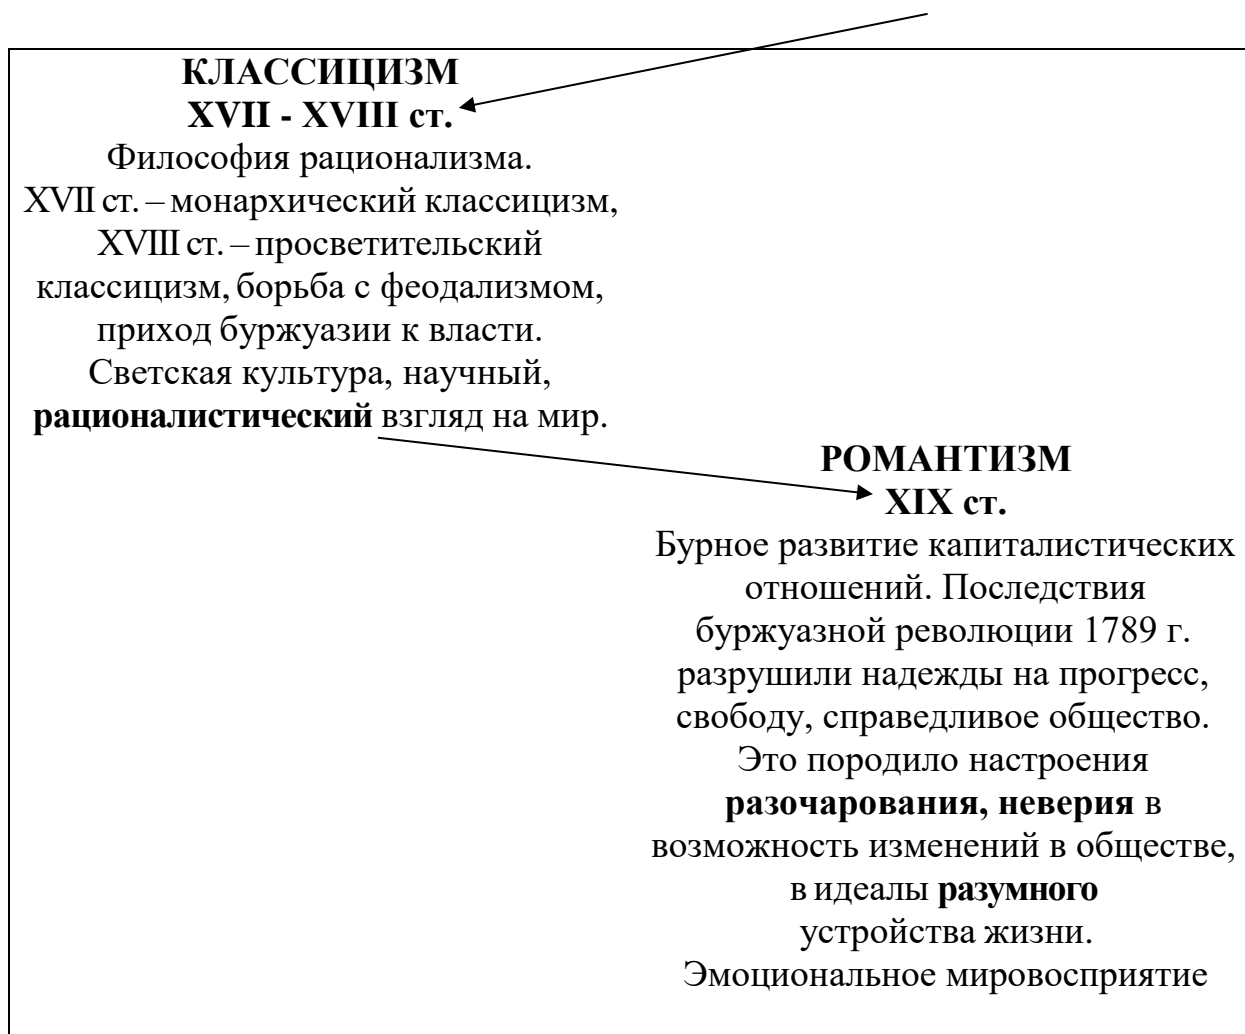 КЛАССИЦИЗМ
XVII - XVIII ст.
Философия рационализма.
XVII ст. – монархический классицизм,
XVIII ст. – просветительский
классицизм, борьба с феодализмом,
приход буржуазии к власти.
Светская культура, научный,
рационалистический взгляд на мир.
РОМАНТИЗМ
XIX ст.
Бурное развитие капиталистических
отношений. Последствия
буржуазной революции 1789 г.
разрушили надежды на прогресс,
свободу, справедливое общество.
Это породило настроения
разочарования, неверия в
возможность изменений в обществе,
в идеалы разумного
устройства жизни.
Эмоциональное мировосприятие